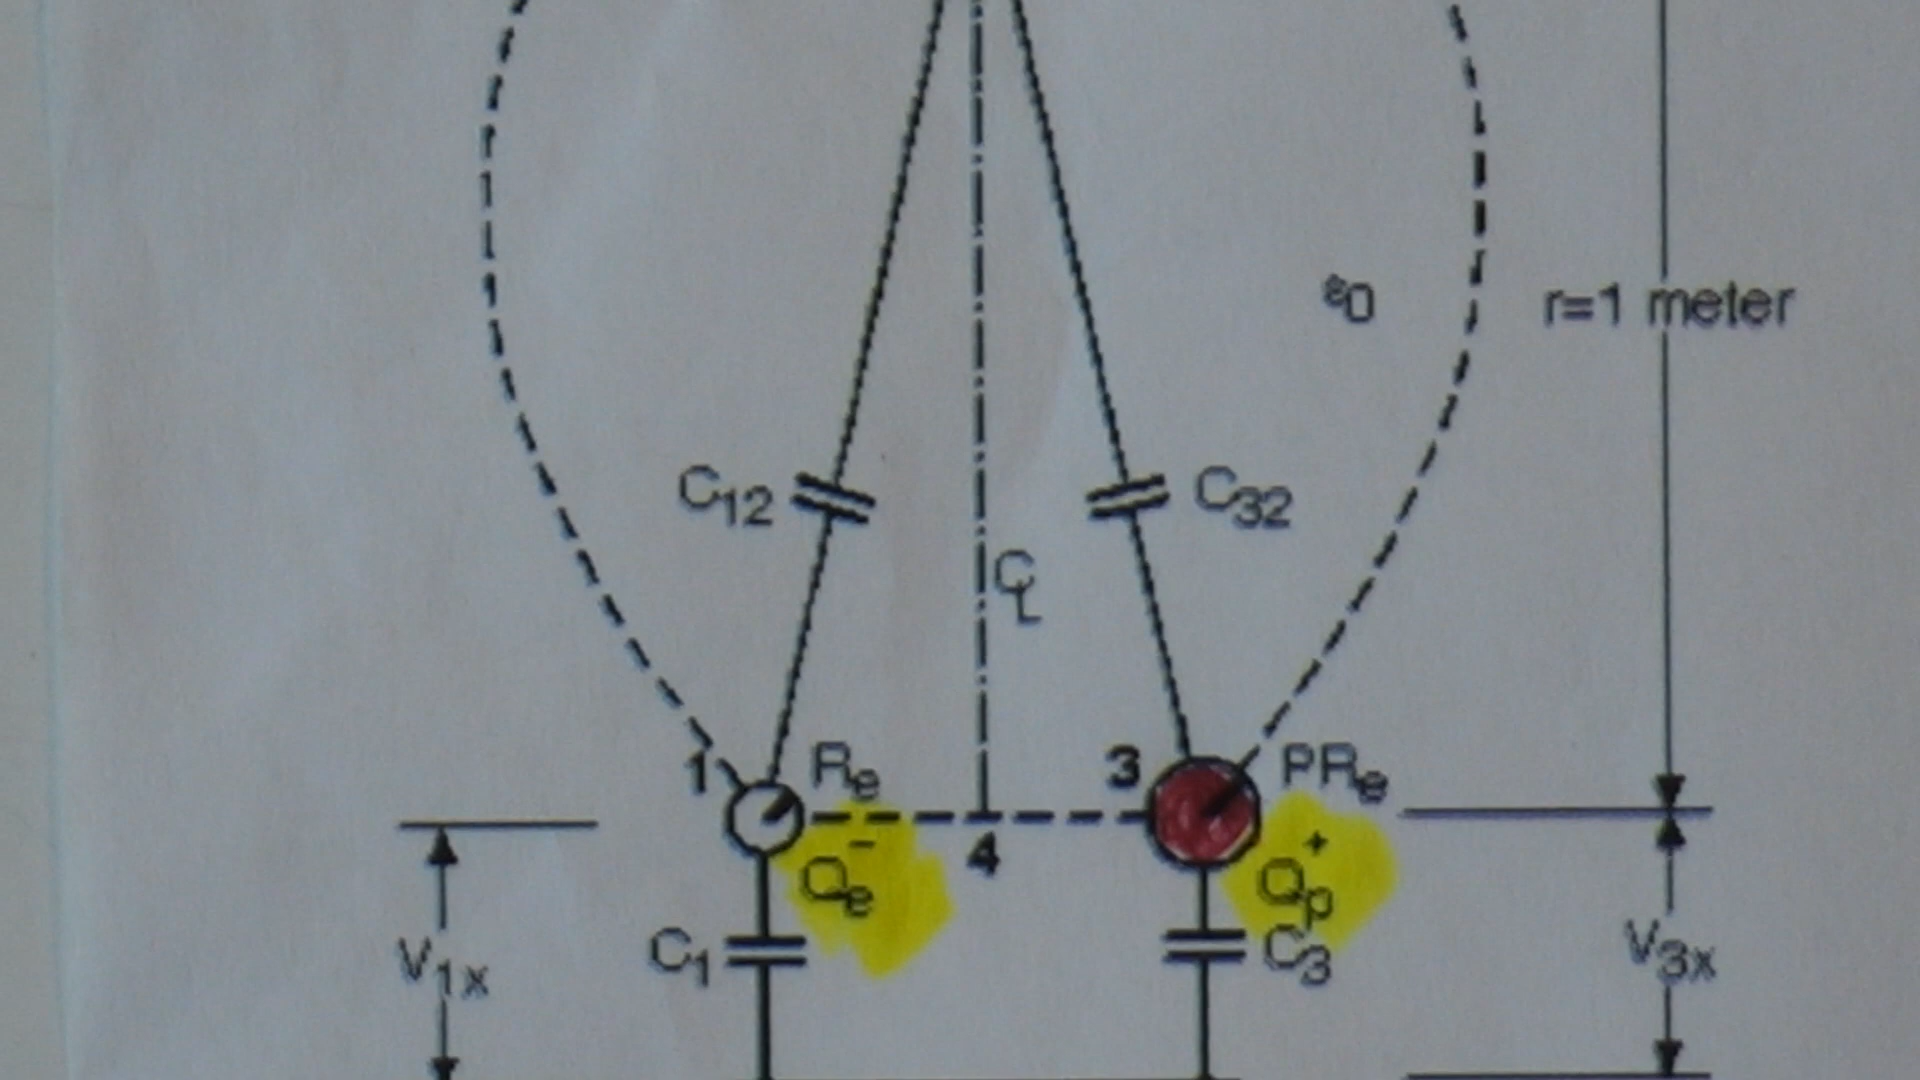 ε0
r=1 meter
C12
C32
CL
1
Re
3
PRe
4
Qe-
Qp+
V1x
C1
C3
V3x